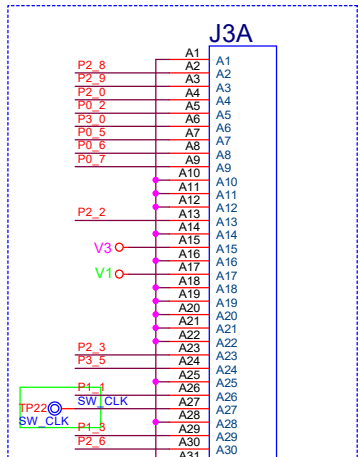 J3A
A1 A1
P2_8 A2 A2
P2_9 A3 A3
P2_0 A4 A4
P0_2 A5 A5
P3_0 A6 A6
P0_5 A7 A7
P0_6 A8 A8
P0_7 A9 A9
A10 A10
A11 A11
A12 A12
P2_2 A13 A13
A14 A14
V3 A15 A15
A16 A16
V1 A17 A17
A18 A18
A19 A19
A20 A20
A21 A21
A22 A22
P2_3 A23 A23
P3_5 A24 A24
A25 A25
P1_1 A26 A26
SW_CLK
TP22 A27 A27
SW_CLK A28 A28
P1_3 A29 A29
P2_6 A30 A30
A31